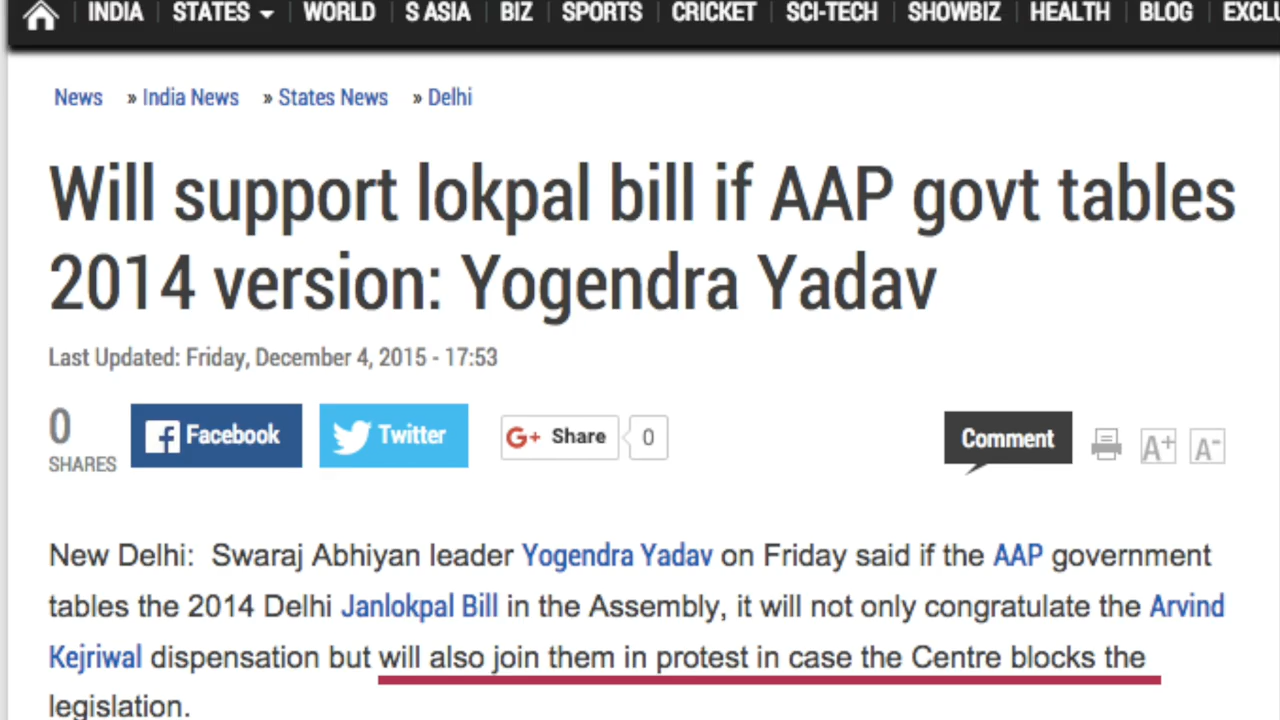 INDIA STATES WORLD S ASIA BIZ SPORTS CRICKET SCI-TECH SHOWBIZ HEALTH BLOG EXCLU
News » India News » States News » Delhi
Will support lokpal bill if AAP govt tables
2014 version: Yogendra Yadav
Last Updated: Friday, December 4, 2015 - 17:53
0
SHARES
Facebook Twitter G+ Share 0 Comment A+ A-
New Delhi: Swaraj Abhiyan leader Yogendra Yadav on Friday said if the AAP government
tables the 2014 Delhi Janlokpal Bill in the Assembly, it will not only congratulate the Arvind
Kejriwal dispensation but will also join them in protest in case the Centre blocks the
legislation.